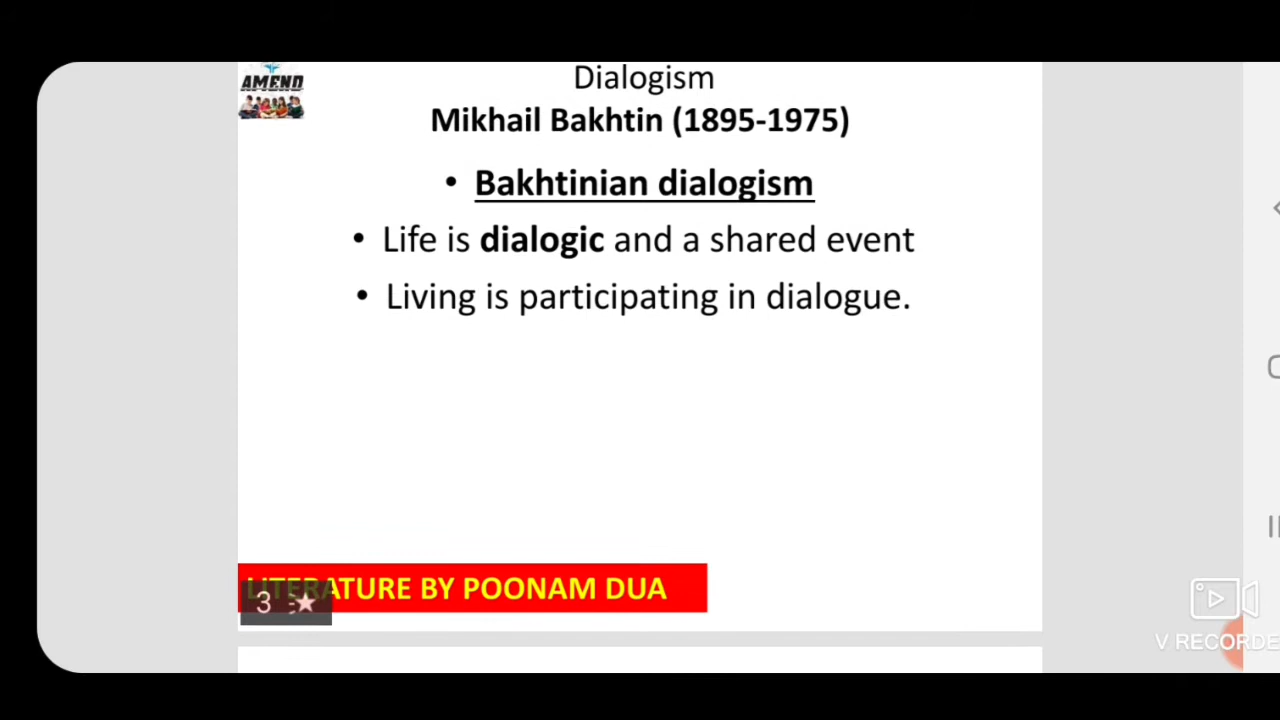 AMEND
Dialogism
Mikhail Bakhtin (1895-1975)
• Bakhtinian dialogism
• Life is dialogic and a shared event
• Living is participating in dialogue.
LITERATURE BY POONAM DUA
3
V RECORDE